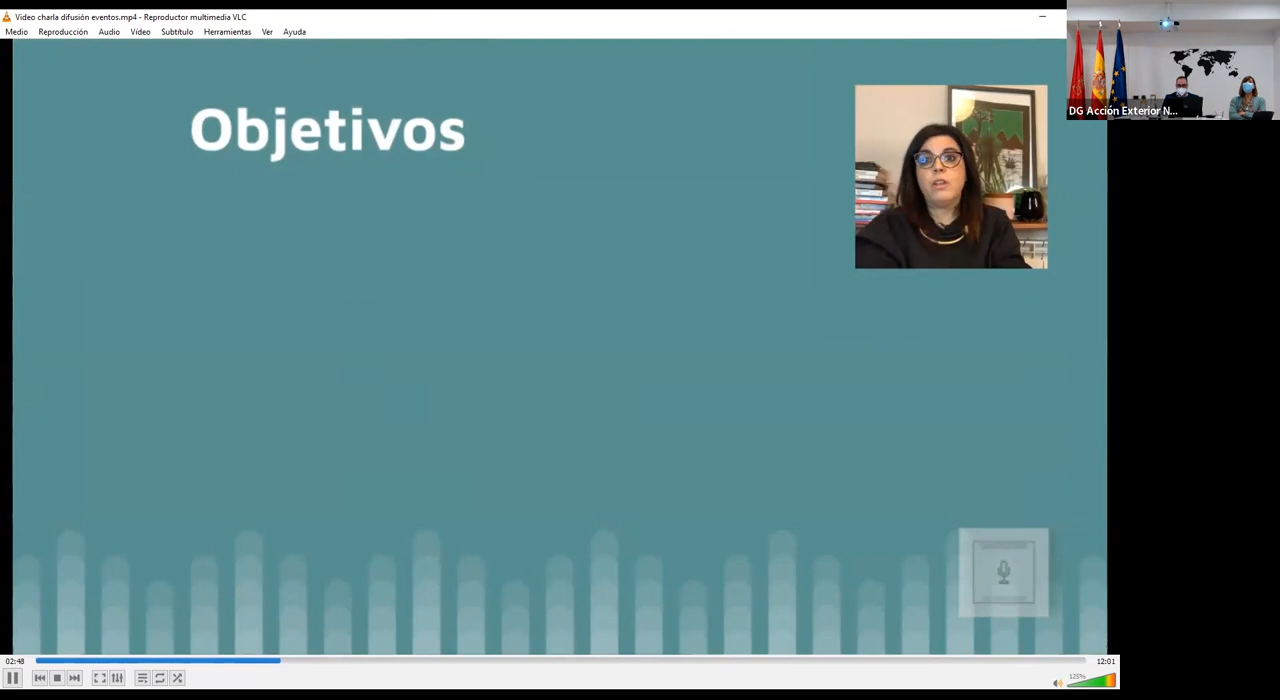 Video charla difusión eventos.mp4 - Reproductor multimedia VLC
Medio Reproducción Audio Vídeo Subtítulo Herramientas Ver Ayuda
DG Acción Exterior N...
Objetivos
02:48
12:01
125%